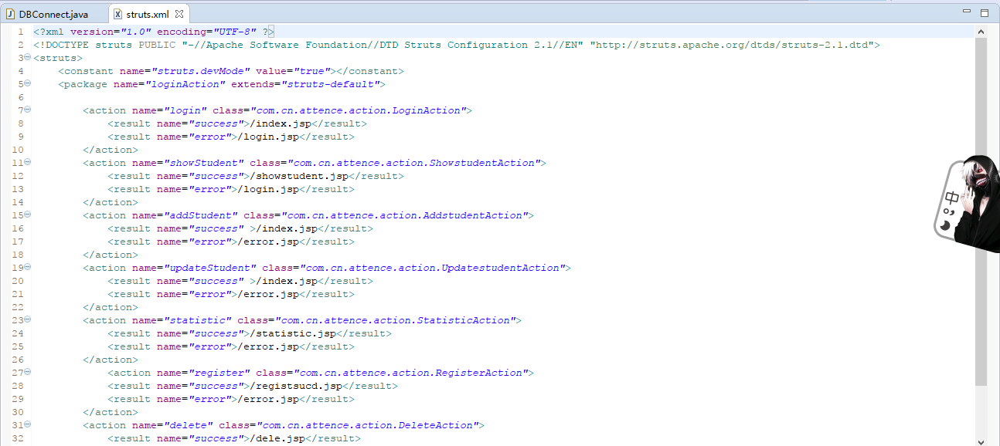 DBConnect.java struts.xml
1 <?xml version="1.0" encoding="UTF-8" ?>
2 <!DOCTYPE struts PUBLIC "-//Apache Software Foundation//DTD Struts Configuration 2.1//EN" "http://struts.apache.org/dtds/struts-2.1.dtd">
3 <struts>
4 <constant name="struts.devMode" value="true"></constant>
5 <package name="loginAction" extends="struts-default">
6
7 <action name="login" class="com.cn.attence.action.LoginAction">
8 <result name="success">/index.jsp</result>
9 <result name="error">/login.jsp</result>
10 </action>
11 <action name="showStudent" class="com.cn.attence.action.ShowstudentAction">
12 <result name="success">/showstudent.jsp</result>
13 <result name="error">/login.jsp</result>
14 </action>
15 <action name="addStudent" class="com.cn.attence.action.AddstudentAction">
16 <result name="success" >/index.jsp</result>
17 <result name="error">/error.jsp</result>
18 </action>
19 <action name="updateStudent" class="com.cn.attence.action.UpdatestudentAction">
20 <result name="success" >/index.jsp</result>
21 <result name="error">/error.jsp</result>
22 </action>
23 <action name="statistic" class="com.cn.attence.action.StatisticAction">
24 <result name="success">/statistic.jsp</result>
25 <result name="error">/error.jsp</result>
26 </action>
27 <action name="register" class="com.cn.attence.action.RegisterAction">
28 <result name="success">/registsucd.jsp</result>
29 <result name="error">/error.jsp</result>
30 </action>
31 <action name="delete" class="com.cn.attence.action.DeleteAction">
32 <result name="success">/dele.jsp</result>
中